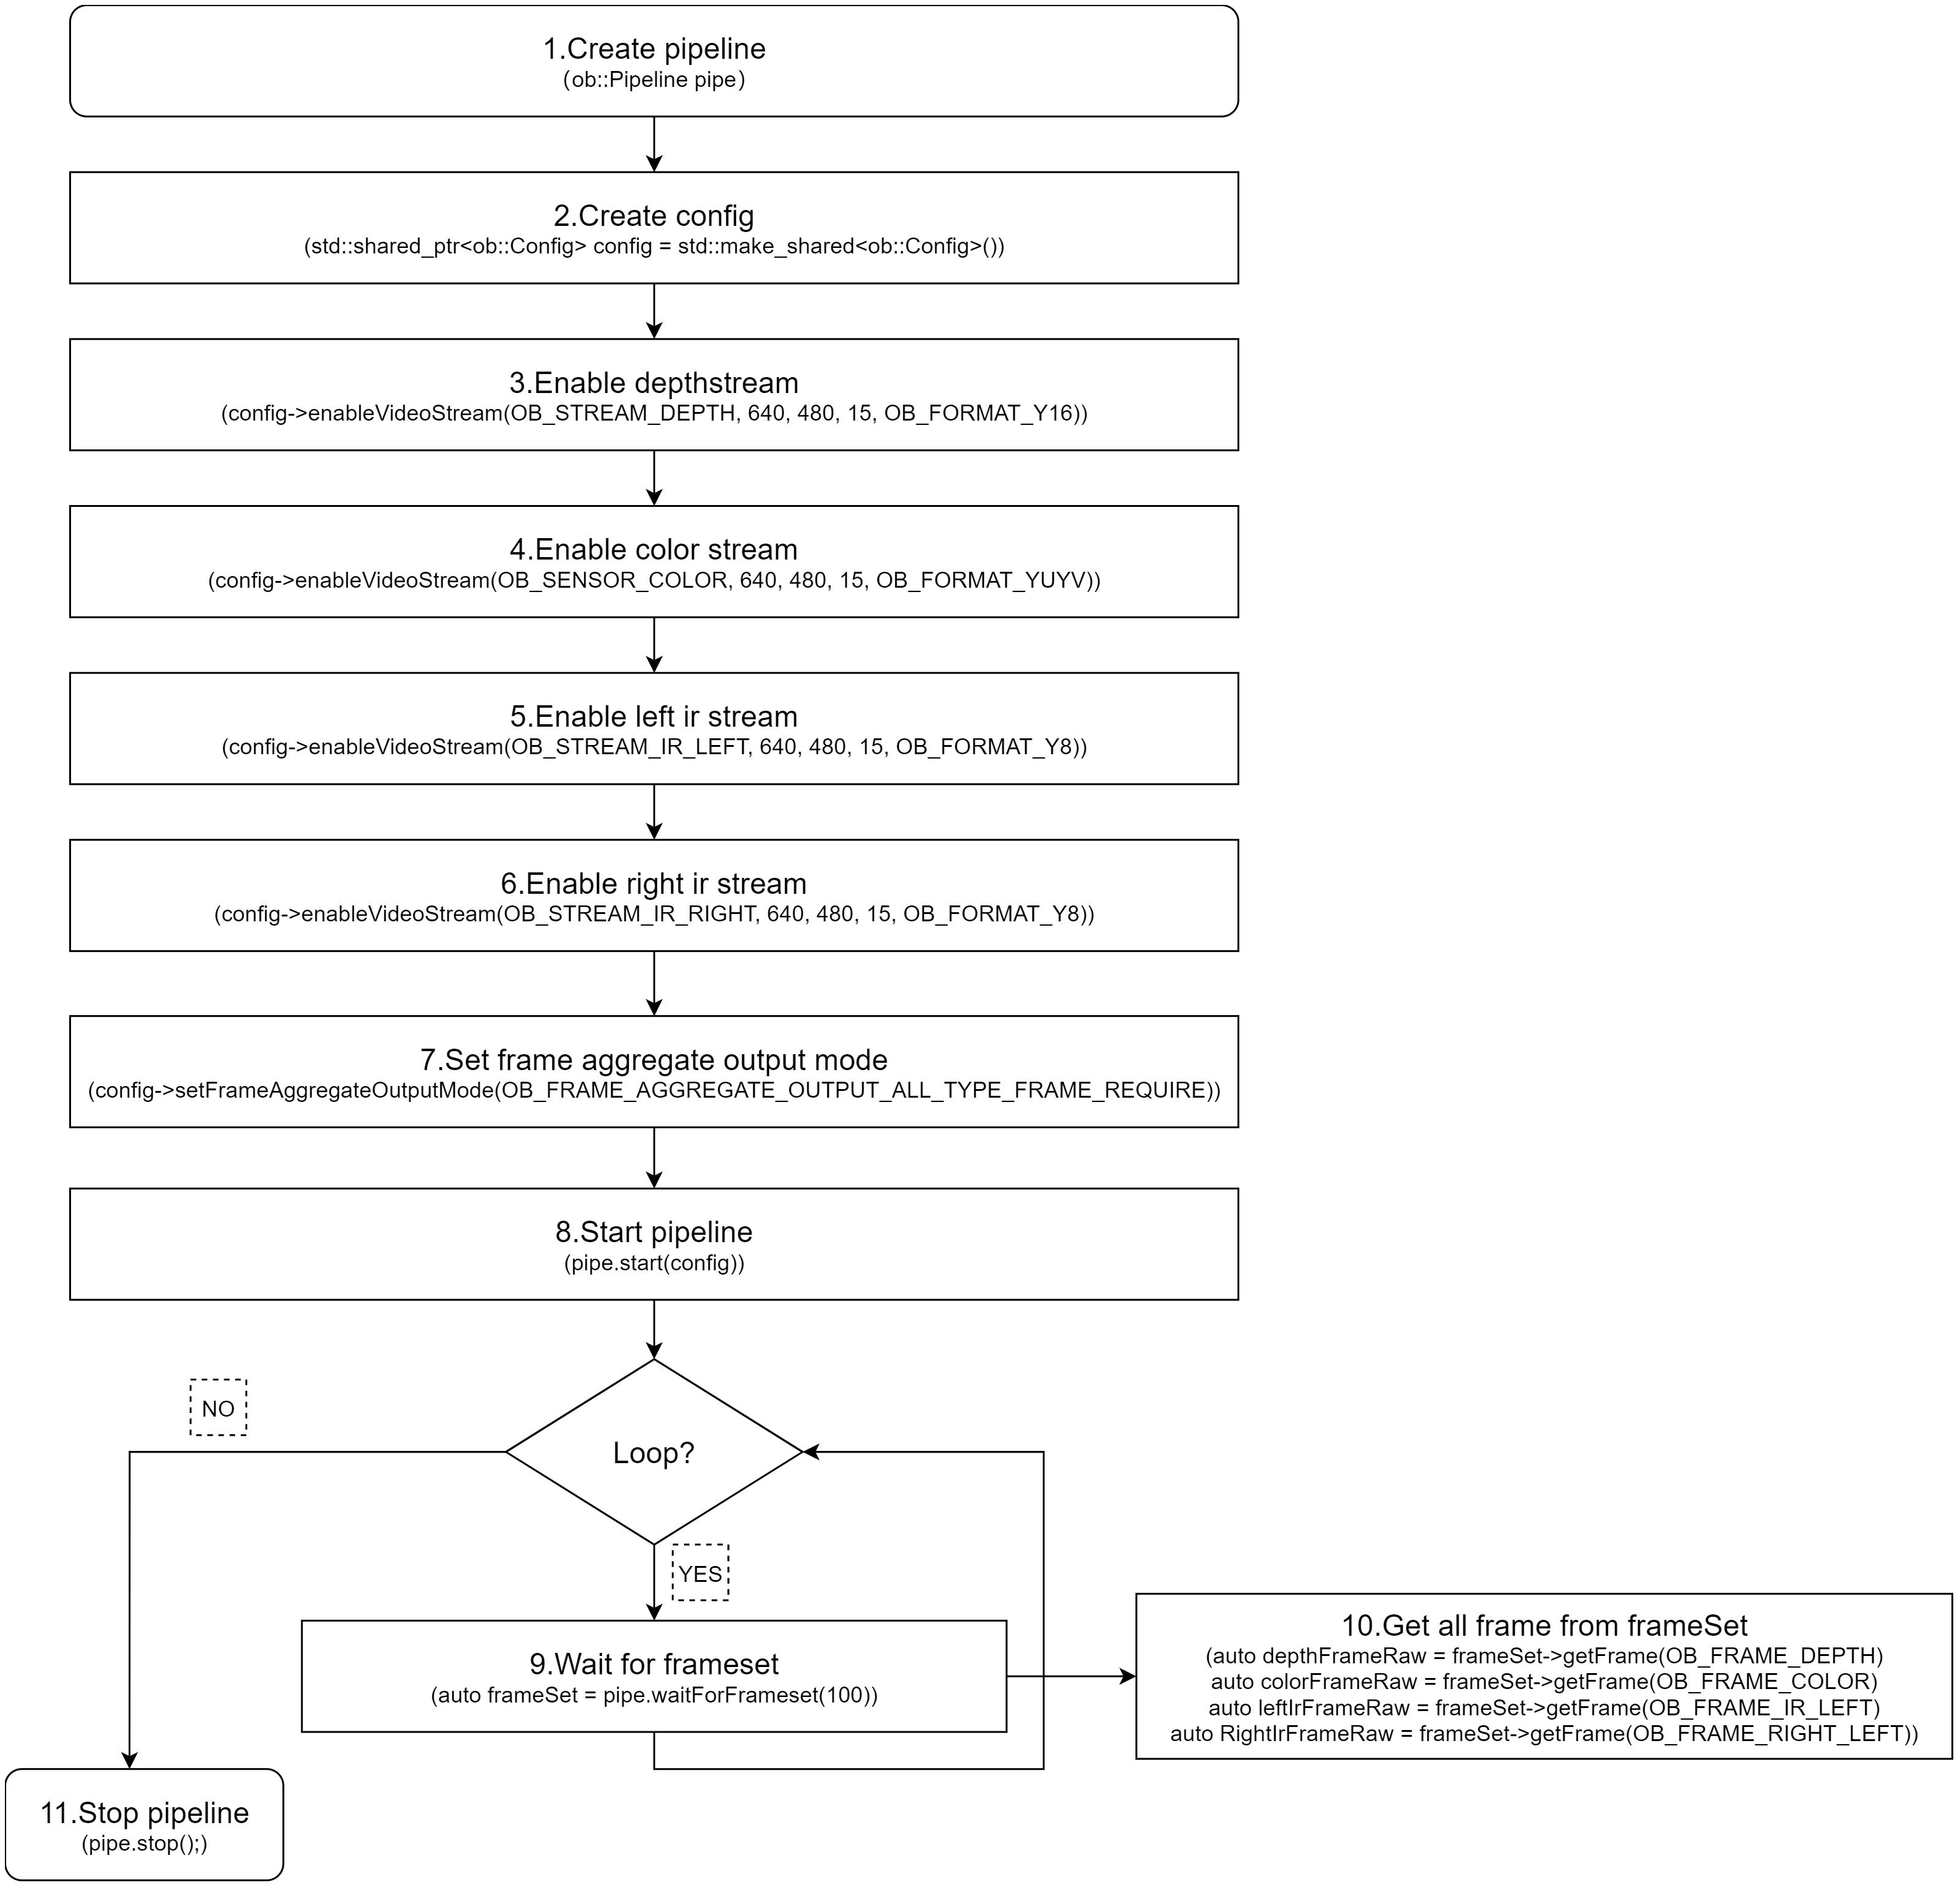 1.Create pipeline
(ob::Pipeline pipe)
2.Create config
(std::shared_ptr<ob::Config> config = std::make_shared<ob::Config>())
3.Enable depthstream
(config->enableVideoStream(OB_STREAM_DEPTH, 640, 480, 15, OB_FORMAT_Y16))
4.Enable color stream
(config->enableVideoStream(OB_SENSOR_COLOR, 640, 480, 15, OB_FORMAT_YUYV))
5.Enable left ir stream
(config->enableVideoStream(OB_STREAM_IR_LEFT, 640, 480, 15, OB_FORMAT_Y8))
6.Enable right ir stream
(config->enableVideoStream(OB_STREAM_IR_RIGHT, 640, 480, 15, OB_FORMAT_Y8))
7.Set frame aggregate output mode
(config->setFrameAggregateOutputMode(OB_FRAME_AGGREGATE_OUTPUT_ALL_TYPE_FRAME_REQUIRE))
8.Start pipeline
(pipe.start(config))
NO
Loop?
YES
9.Wait for frameset
(auto frameSet = pipe.waitForFrameset(100))
10.Get all frame from frameSet
(auto depthFrameRaw = frameSet->getFrame(OB_FRAME_DEPTH)
auto colorFrameRaw = frameSet->getFrame(OB_FRAME_COLOR)
auto leftIrFrameRaw = frameSet->getFrame(OB_FRAME_IR_LEFT)
auto RightIrFrameRaw = frameSet->getFrame(OB_FRAME_RIGHT_LEFT))
11.Stop pipeline
(pipe.stop();)